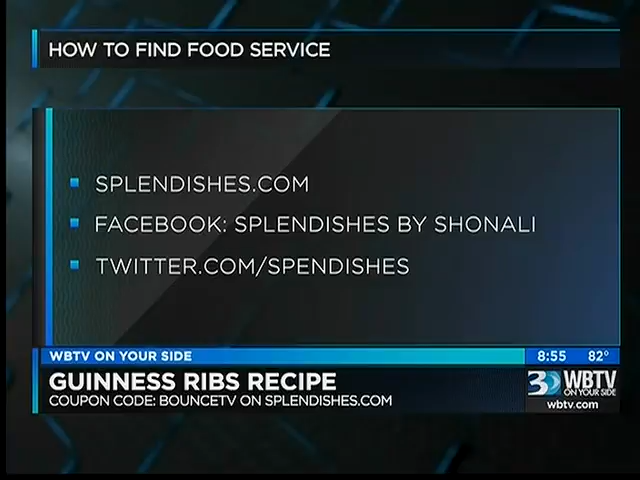 HOW TO FIND FOOD SERVICE
SPLENDISHES.COM
FACEBOOK: SPLENDISHES BY SHONALI
TWITTER.COM/SPENDISHES
WBTV ON YOUR SIDE
8:55 82°
GUINNESS RIBS RECIPE
COUPON CODE: BOUNCETV ON SPLENDISHES.COM
3 WBTV
ON YOUR SIDE
wbtv.com